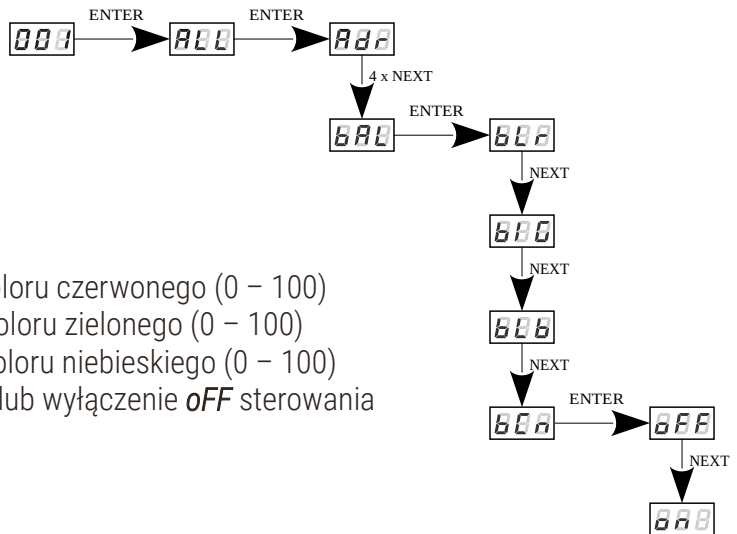 ENTER ENTER
001 ALL Adr
4 x NEXT
ENTER
bAL bLr
NEXT
blG
NEXT
oloru czerwonego (0 – 100)
oloru zielonego (0 – 100)
bLb
oloru niebieskiego (0 – 100)
NEXT
lub wyłączenie oFF sterowania
ENTER
bCn oFF
NEXT
on